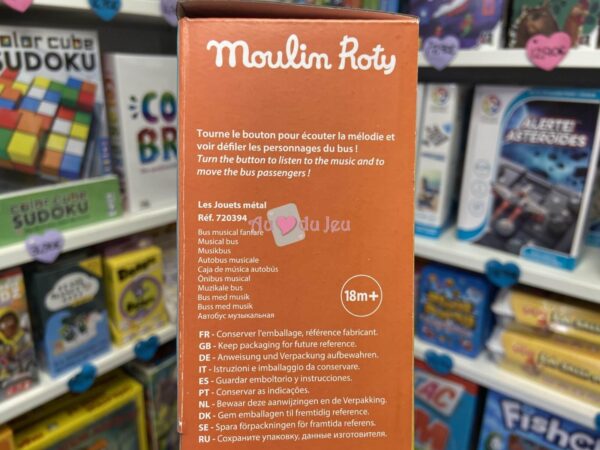 Moulin Roty
Tourne le bouton pour écouter la mélodie et
voir défiler les personnages du bus !
Turn the button to listen to the music and to
move the bus passengers !
Les Jouets métal
Réf. 720394
Bus musical fanfare
Musical bus
Musikbus
Autobus musicale
Caja de música autobús
Ônibus musical
Muzikale bus
Bus med musik
Buss med musik
Автобус музыкальная
18m+
FR - Conserver l'emballage, référence fabricant.
GB - Keep packaging for future reference.
DE - Anweisung und Verpackung aufbewahren.
IT - Istruzioni e imballaggio da conservare.
ES - Guardar emboltorio y instrucciones.
PT - Conservar as indicações.
NL - Bewaar deze aanwijzingen en de Verpakking.
DK - Gem emballagen til fremtidig reference.
SE - Spara förpackningen för framtida reference.
RU - Сохраните упаковку, данные изготовителя.
du Jeu
color cube
SUDOKU
color cube
SUDOKU
CO
BR
ALERTE!
ASTEROIDES
Fish